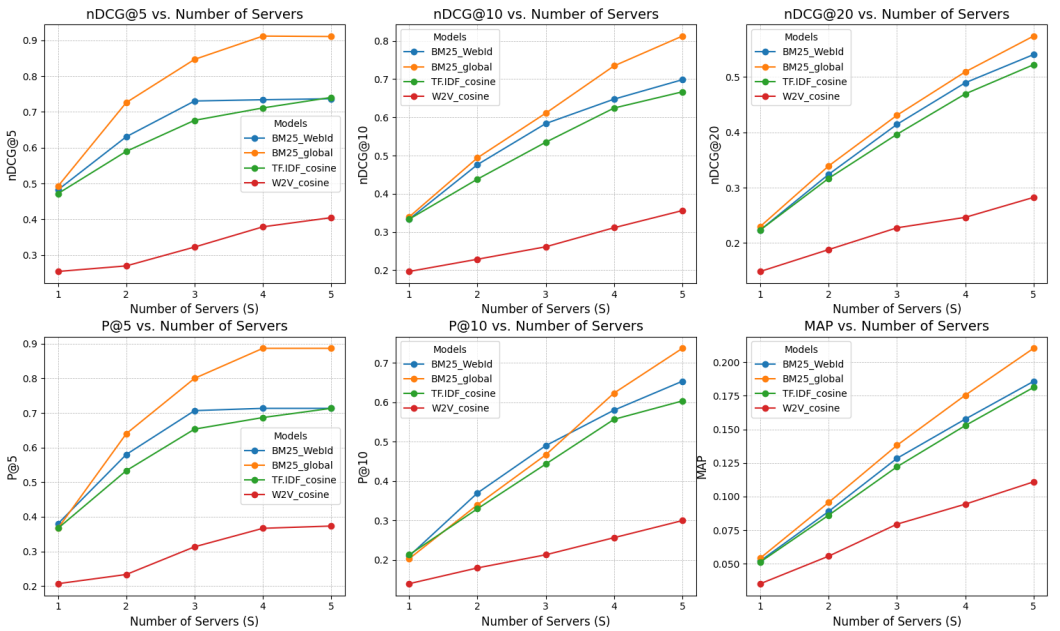 nDCG@5 vs. Number of Servers
nDCG@5
0.9
0.8
0.7
0.6
0.5
0.4
0.3
Models
BM25_WebId
BM25_global
TF.IDF_cosine
W2V_cosine
1 2 3 4 5
Number of Servers (S)
nDCG@10 vs. Number of Servers
nDCG@10
0.8
0.7
0.6
0.5
0.4
0.3
0.2
Models
BM25_WebId
BM25_global
TF.IDF_cosine
W2V_cosine
1 2 3 4 5
Number of Servers (S)
nDCG@20 vs. Number of Servers
nDCG@20
0.5
0.4
0.3
0.2
Models
BM25_WebId
BM25_global
TF.IDF_cosine
W2V_cosine
1 2 3 4 5
Number of Servers (S)
P@5 vs. Number of Servers
P@5
0.9
0.8
0.7
0.6
0.5
0.4
0.3
0.2
Models
BM25_WebId
BM25_global
TF.IDF_cosine
W2V_cosine
1 2 3 4 5
Number of Servers (S)
P@10 vs. Number of Servers
P@10
0.7
0.6
0.5
0.4
0.3
0.2
Models
BM25_WebId
BM25_global
TF.IDF_cosine
W2V_cosine
1 2 3 4 5
Number of Servers (S)
MAP vs. Number of Servers
MAP
0.200
0.175
0.150
0.125
0.100
0.075
0.050
Models
BM25_WebId
BM25_global
TF.IDF_cosine
W2V_cosine
1 2 3 4 5
Number of Servers (S)